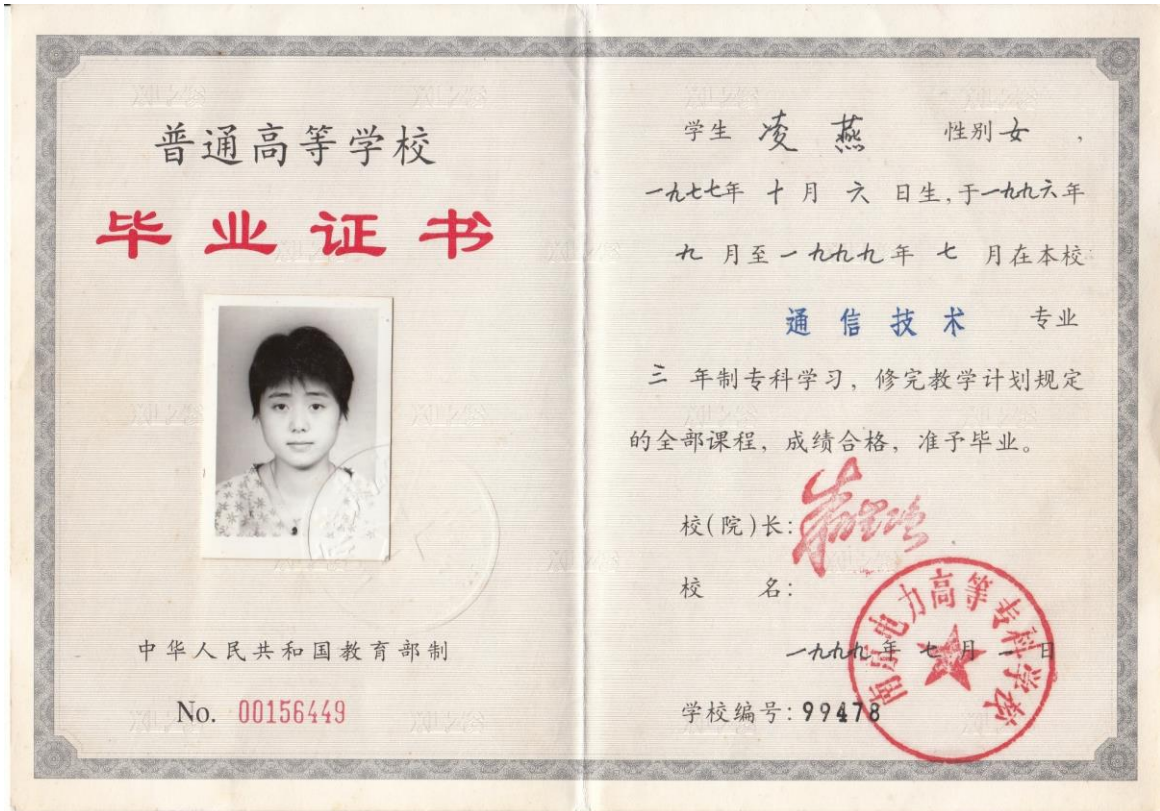 普通高等学校
毕业证书
中华人民共和国教育部制
No. 00156449
学生 凌燕 性别 女，
一九七七年 十月 六 日生，于一九九六年
九 月至一九九九年 七 月在本校
通信技术 专业
三 年制专科学习，修完教学计划规定
的全部课程，成绩合格，准予毕业。
校(院)长：
校 名：
南京电力高等专科学校
一九九九年 七 月 一 日
学校编号：99478